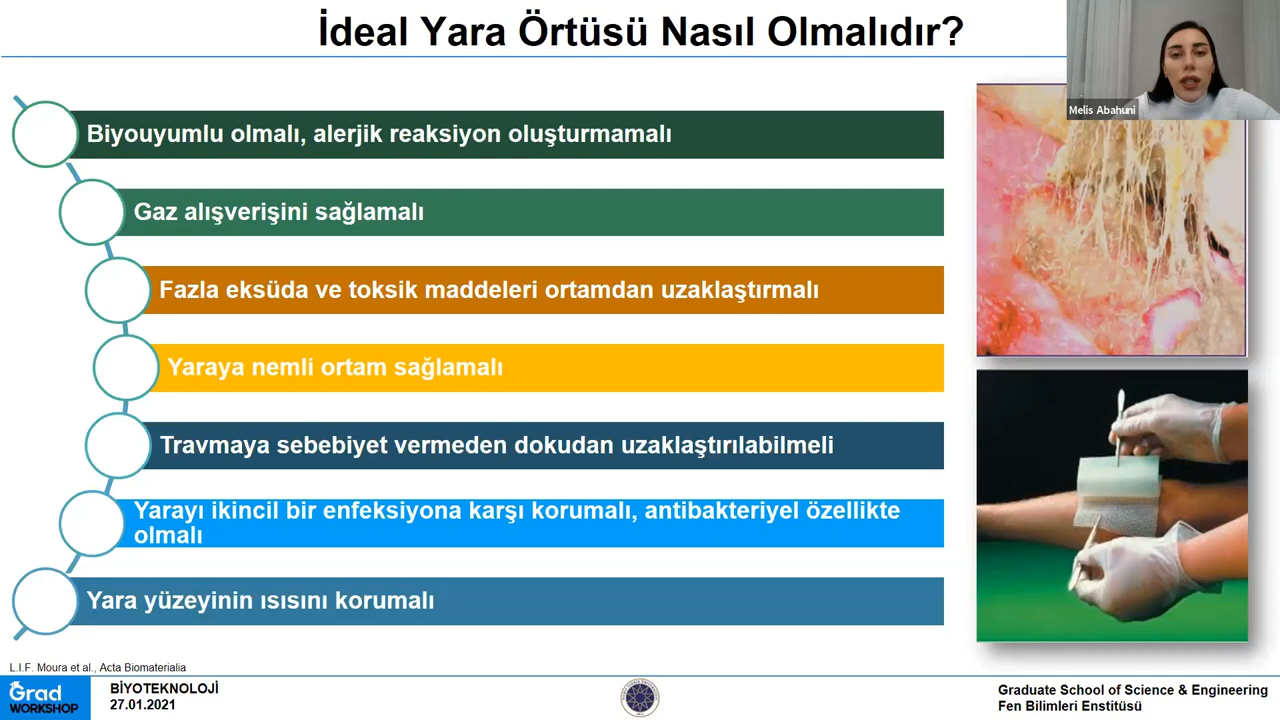 İdeal Yara Örtüsü Nasıl Olmalıdır?
Melis Abahuni
Biyouyumlu olmalı, alerjik reaksiyon oluşturmamalı
Gaz alışverişini sağlamalı
Fazla eksüda ve toksik maddeleri ortamdan uzaklaştırmalı
Yaraya nemli ortam sağlamalı
Travmaya sebebiyet vermeden dokudan uzaklaştırılabilmeli
Yarayı ikincil bir enfeksiyona karşı korumalı, antibakteriyel özellikte
olmalı
Yara yüzeyinin ısısını korumalı
L.I.F. Moura et al., Acta Biomaterialia
Grad
WORKSHOP
BİYOTEKNOLOJİ
27.01.2021
Graduate School of Science & Engineering
Fen Bilimleri Enstitüsü